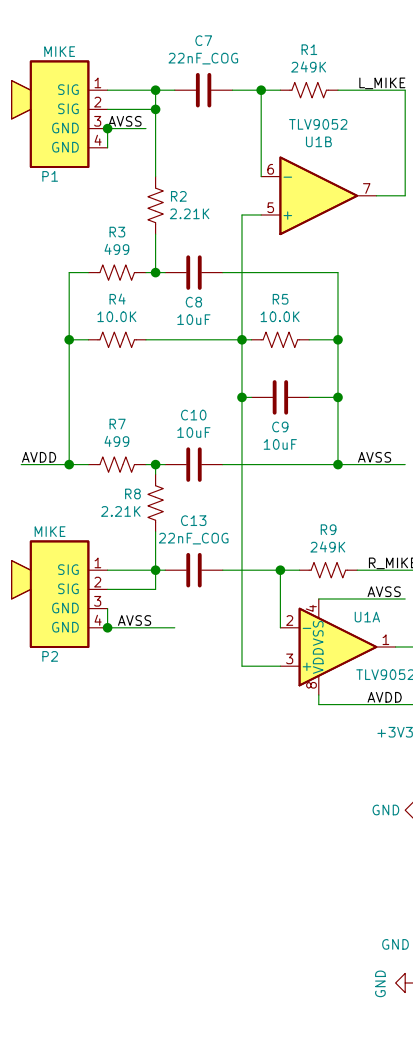 C7
22nF_COG
R1
249K
MIKE
SIG 1
SIG 2
GND 3
GND 4
P1
AVSS
L_MIKE
TLV9052
U1B
6
5
7
−
+
R2
2.21K
R3
499
C8
10uF
R4
10.0K
R5
10.0K
C9
10uF
R7
499
C10
10uF
AVDD
AVSS
R8
2.21K
C13
22nF_COG
R9
249K
R_MIKE
MIKE
SIG 1
SIG 2
GND 3
GND 4
P2
AVSS
AVSS
U1A
4
2
3
1
8
−
+
VDDVSS
TLV9052
AVDD
+3V3
GND
GND
GND